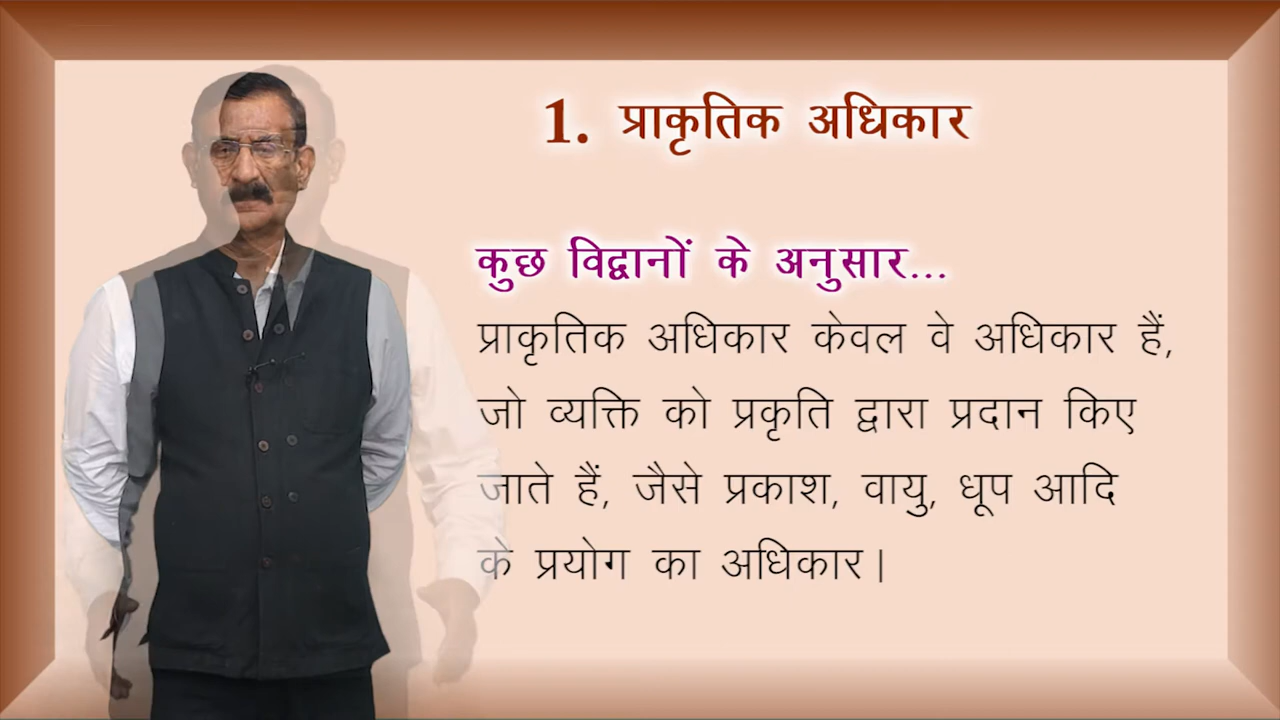 1. प्राकृतिक अधिकार
कुछ विद्वानों के अनुसार...
प्राकृतिक अधिकार केवल वे अधिकार हैं,
जो व्यक्ति को प्रकृति द्वारा प्रदान किए
जाते हैं, जैसे प्रकाश, वायु, धूप आदि
के प्रयोग का अधिकार।